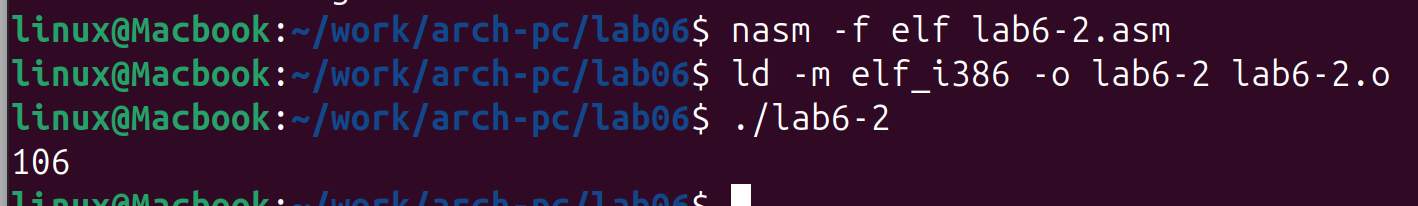 linux@Macbook:~/work/arch-pc/lab06$ nasm -f elf lab6-2.asm
linux@Macbook:~/work/arch-pc/lab06$ ld -m elf_i386 -o lab6-2 lab6-2.o
linux@Macbook:~/work/arch-pc/lab06$ ./lab6-2
106
linux@Macbook:~/work/arch-pc/lab06$